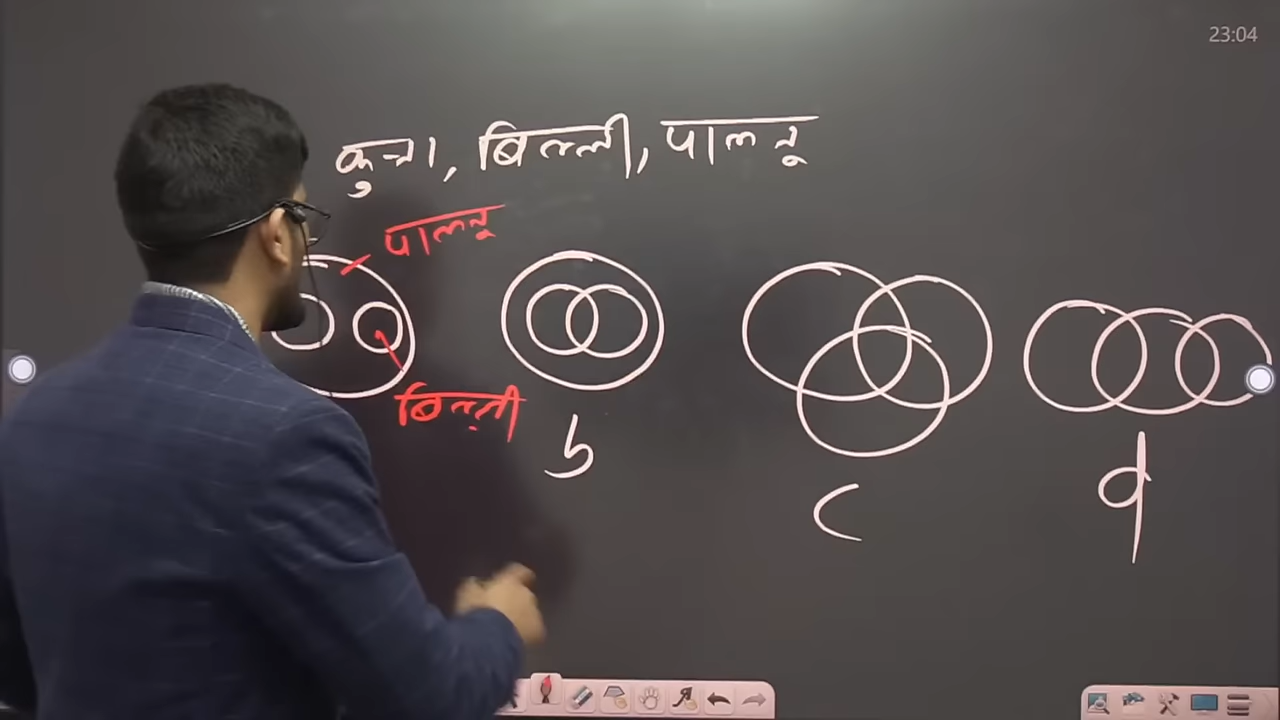 23:04
कुत्ता, बिल्ली, पालतू
पालतू
बिल्ली
b
c
d